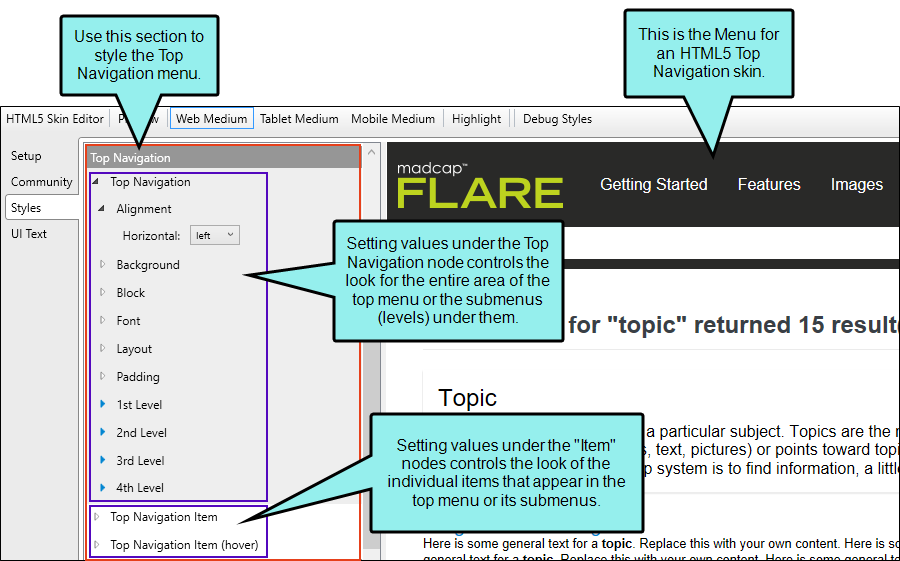 Use this section to
style the Top
Navigation menu.
This is the Menu for
an HTML5 Top
Navigation skin.
HTML5 Skin Editor
Web Medium
Tablet Medium
Mobile Medium
Highlight
Debug Styles
Setup
Community
Styles
UI Text
Top Navigation
Top Navigation
Alignment
Horizontal: left
Background
Block
Font
Layout
Padding
1st Level
2nd Level
3rd Level
4th Level
Top Navigation Item
Top Navigation Item (hover)
madcap™
FLARE
Getting Started
Features
Images
Setting values under the Top
Navigation node controls the
look for the entire area of the
top menu or the submenus
(levels) under them.
for "topic" returned 15
Topic
Setting values under the "Item"
nodes controls the look of the
individual items that appear in the
top menu or its submenus.
a particular subject. Topics are the
text, pictures) or points toward
system is to find information, a
Here is some general text for a topic. Replace this with your own content. Here is
general text for a topic. Replace this with your own content. Here is some general